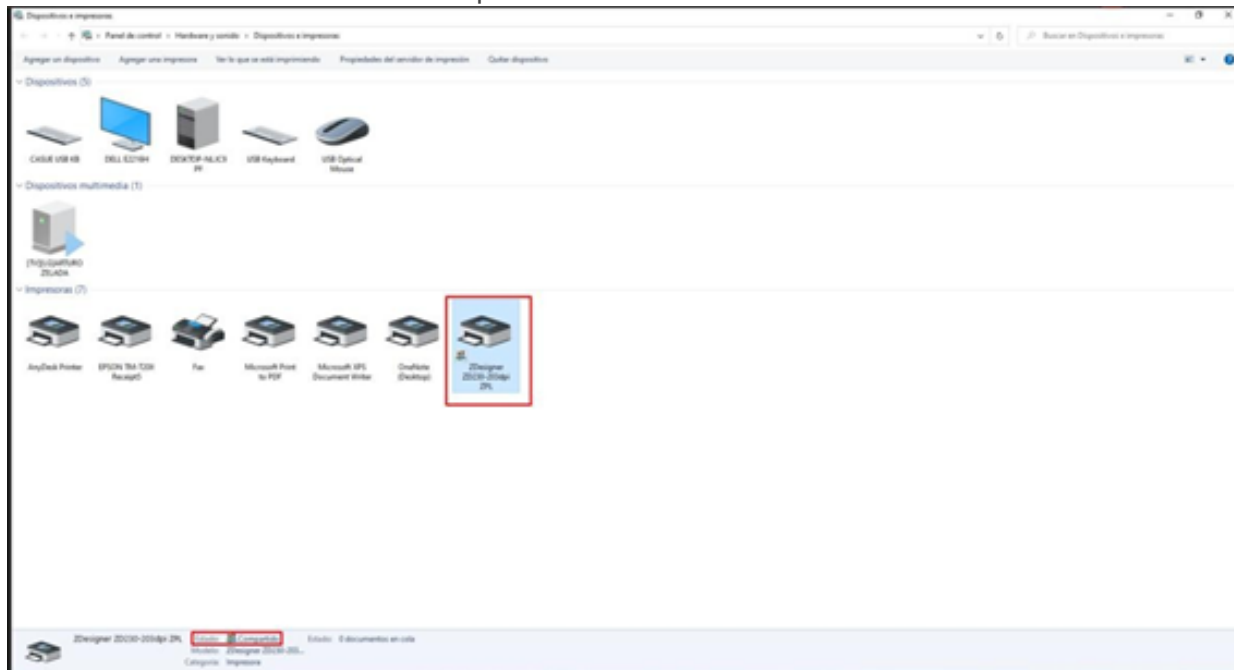 Dispositivos e impresoras
Panel de control > Hardware y sonido > Dispositivos e impresoras
Buscar en Dispositivos e impresoras
Agregar un dispositivo Agregar una impresora Ver lo que se está imprimiendo Propiedades del servidor de impresión Quitar dispositivo
Dispositivos (5)
USB KB
DELL E2216H
USB Keyboard
USB Optical
Mouse
Dispositivos multimedia (1)
ZELADA
Impresoras (7)
AnyDesk Printer
EPSON
Receipt5
Fax
Microsoft Print
to PDF
Microsoft XPS
Document Writer
OneNote
(Desktop)
ZDesigner
ZD230-203dpi
ZPL
ZDesigner ZD230-203dpi ZPL Estado: Compartido Estado: 0 documentos en cola
Modelo: ZDesigner ZD230-203...
Categoría: Impresora